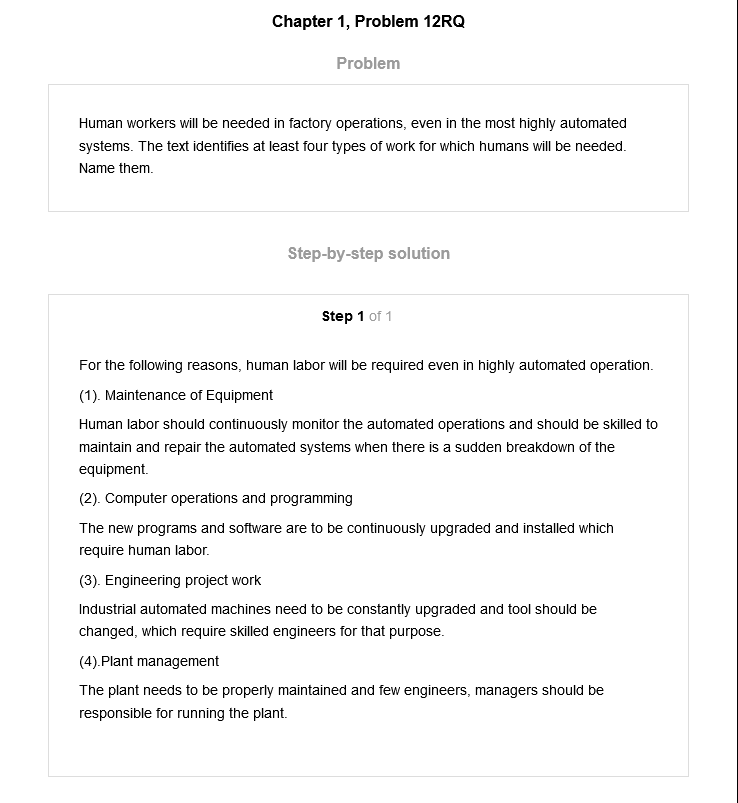 Chapter 1, Problem 12RQ
Problem
Human workers will be needed in factory operations, even in the most highly automated
systems. The text identifies at least four types of work for which humans will be needed.
Name them.
Step-by-step solution
Step 1 of 1
For the following reasons, human labor will be required even in highly automated operation.
(1). Maintenance of Equipment
Human labor should continuously monitor the automated operations and should be skilled to
maintain and repair the automated systems when there is a sudden breakdown of the
equipment.
(2). Computer operations and programming
The new programs and software are to be continuously upgraded and installed which
require human labor.
(3). Engineering project work
Industrial automated machines need to be constantly upgraded and tool should be
changed, which require skilled engineers for that purpose.
(4).Plant management
The plant needs to be properly maintained and few engineers, managers should be
responsible for running the plant.